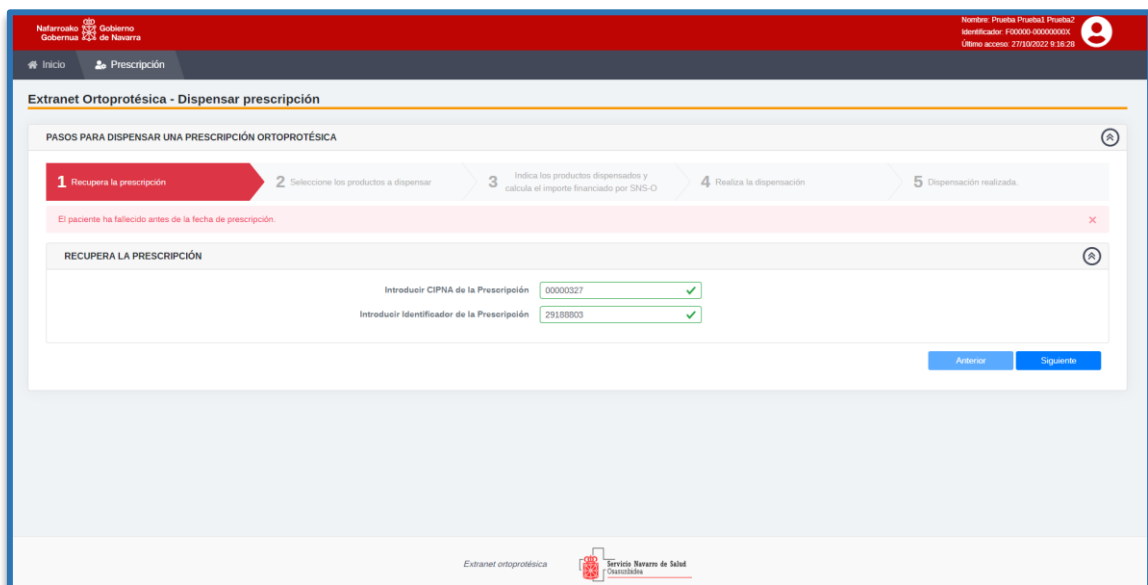 Nafarroako Gobierno
Gobernua de Navarra
Nombre: Prueba Prueba1 Prueba2
Identificador: F00000-00000000X
Último acceso: 27/10/2022 9:16:28
Inicio Prescripción
Extranet Ortoprotésica - Dispensar prescripción
PASOS PARA DISPENSAR UNA PRESCRIPCIÓN ORTOPROTÉSICA
1 Recupera la prescripción
2 Seleccione los productos a dispensar
3 Indica los productos dispensados y
calcula el importe financiado por SNS-O
4 Realiza la dispensación
5 Dispensación realizada.
El paciente ha fallecido antes de la fecha de prescripción.
RECUPERA LA PRESCRIPCIÓN
Introducir CIPNA de la Prescripción 00000327
Introducir Identificador de la Prescripción 29188803
Anterior Siguiente
Extranet ortoprotésica
Servicio Navarro de Salud
Osasunbidea